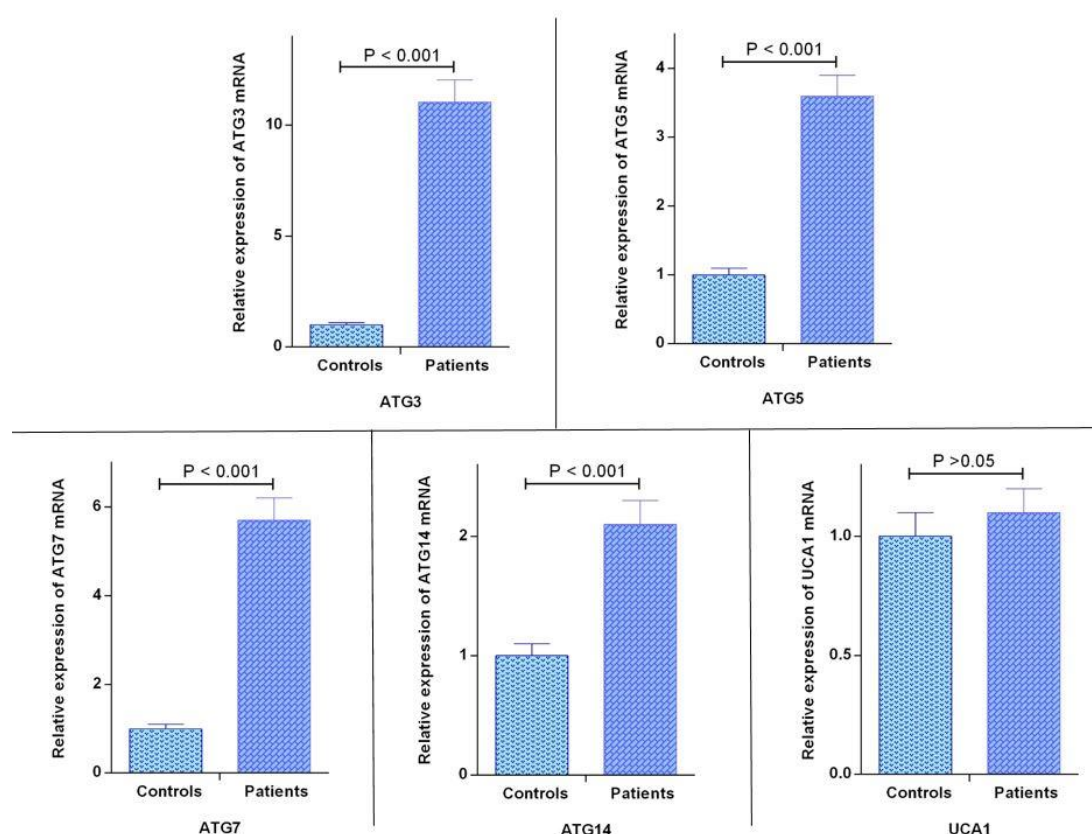 Relative expression of ATG3 mRNA
P < 0.001
10
5
0
Controls Patients
ATG3
Relative expression of ATG5 mRNA
P < 0.001
4
3
2
1
0
Controls Patients
ATG5
Relative expression of ATG7 mRNA
P < 0.001
6
4
2
0
Controls Patients
ATG7
Relative expression of ATG14 mRNA
P < 0.001
2
1
0
Controls Patients
ATG14
Relative expression of UCA1 mRNA
P >0.05
1.0
0.5
0.0
Controls Patients
UCA1